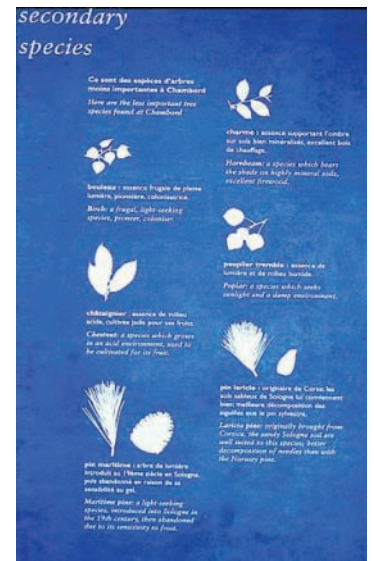 secondary
species
Ce sont des espèces d'arbres
moins importantes à Chambord
Here are the less important tree
species found at Chambord
charme : essence supportant l'ombre
sur sols bien minéralisés, excellent bois
de chauffage.
Hornbeam: a species which bears
the shade on highly mineral soils,
excellent firewood.
bouleau : essence frugale de pleine
lumière, pionnière, colonisatrice.
Birch: a frugal, light-seeking
species, pioneer, coloniser.
peuplier tremble : essence de
lumière et de milieu humide.
Poplar: a species which seeks
sunlight and a damp environment.
châtaignier : essence de milieu
acide, cultivée jadis pour ses fruits.
Chestnut: a species which grows
in an acid environment, used to
be cultivated for its fruit.
pin laricio : originaire de Corse; les
sols sableux de Sologne lui conviennent
bien; meilleure décomposition des
aiguilles que le pin sylvestre.
Laricio pine: originally brought from
Corsica, the sandy Sologne soil are
well suited to this species; better
decomposition of needles than with
the Norway pine.
pin maritime : arbre de lumière
introduit au 19ème siècle en Sologne,
puis abandonné en raison de sa
sensibilité au gel.
Maritime pine: a light-seeking
species, introduced into Sologne in
the 19th century, then abandoned
due to its sensitivity to frost.